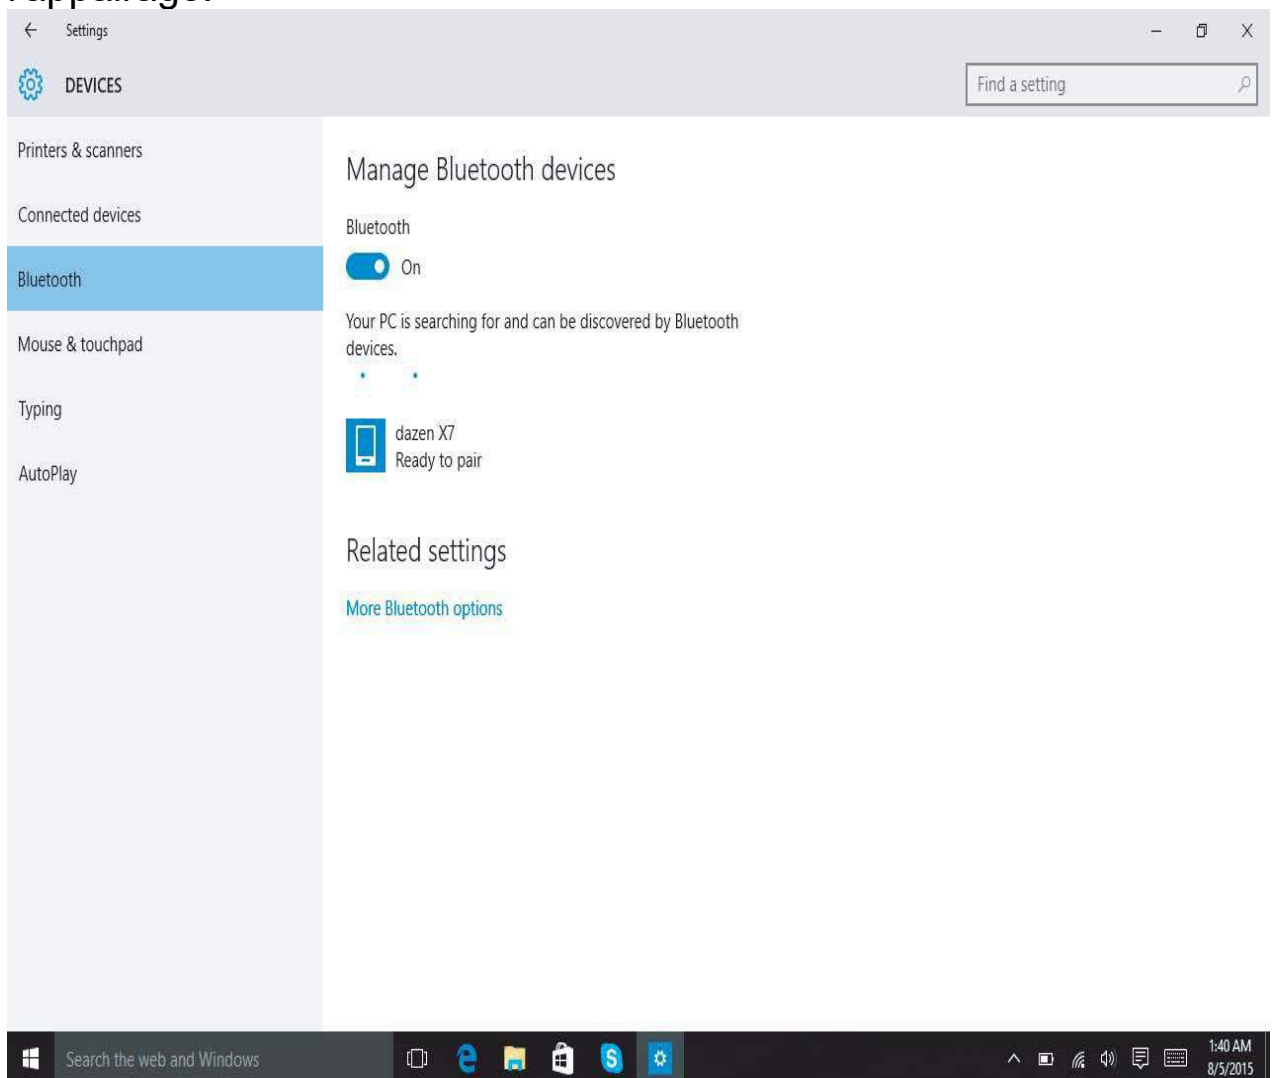 l'appairage.
Settings
DEVICES
Find a setting
Printers & scanners
Connected devices
Bluetooth
Mouse & touchpad
Typing
AutoPlay
Manage Bluetooth devices
Bluetooth
On
Your PC is searching for and can be discovered by Bluetooth
devices.
dazen X7
Ready to pair
Related settings
More Bluetooth options
Search the web and Windows
1:40 AM
8/5/2015